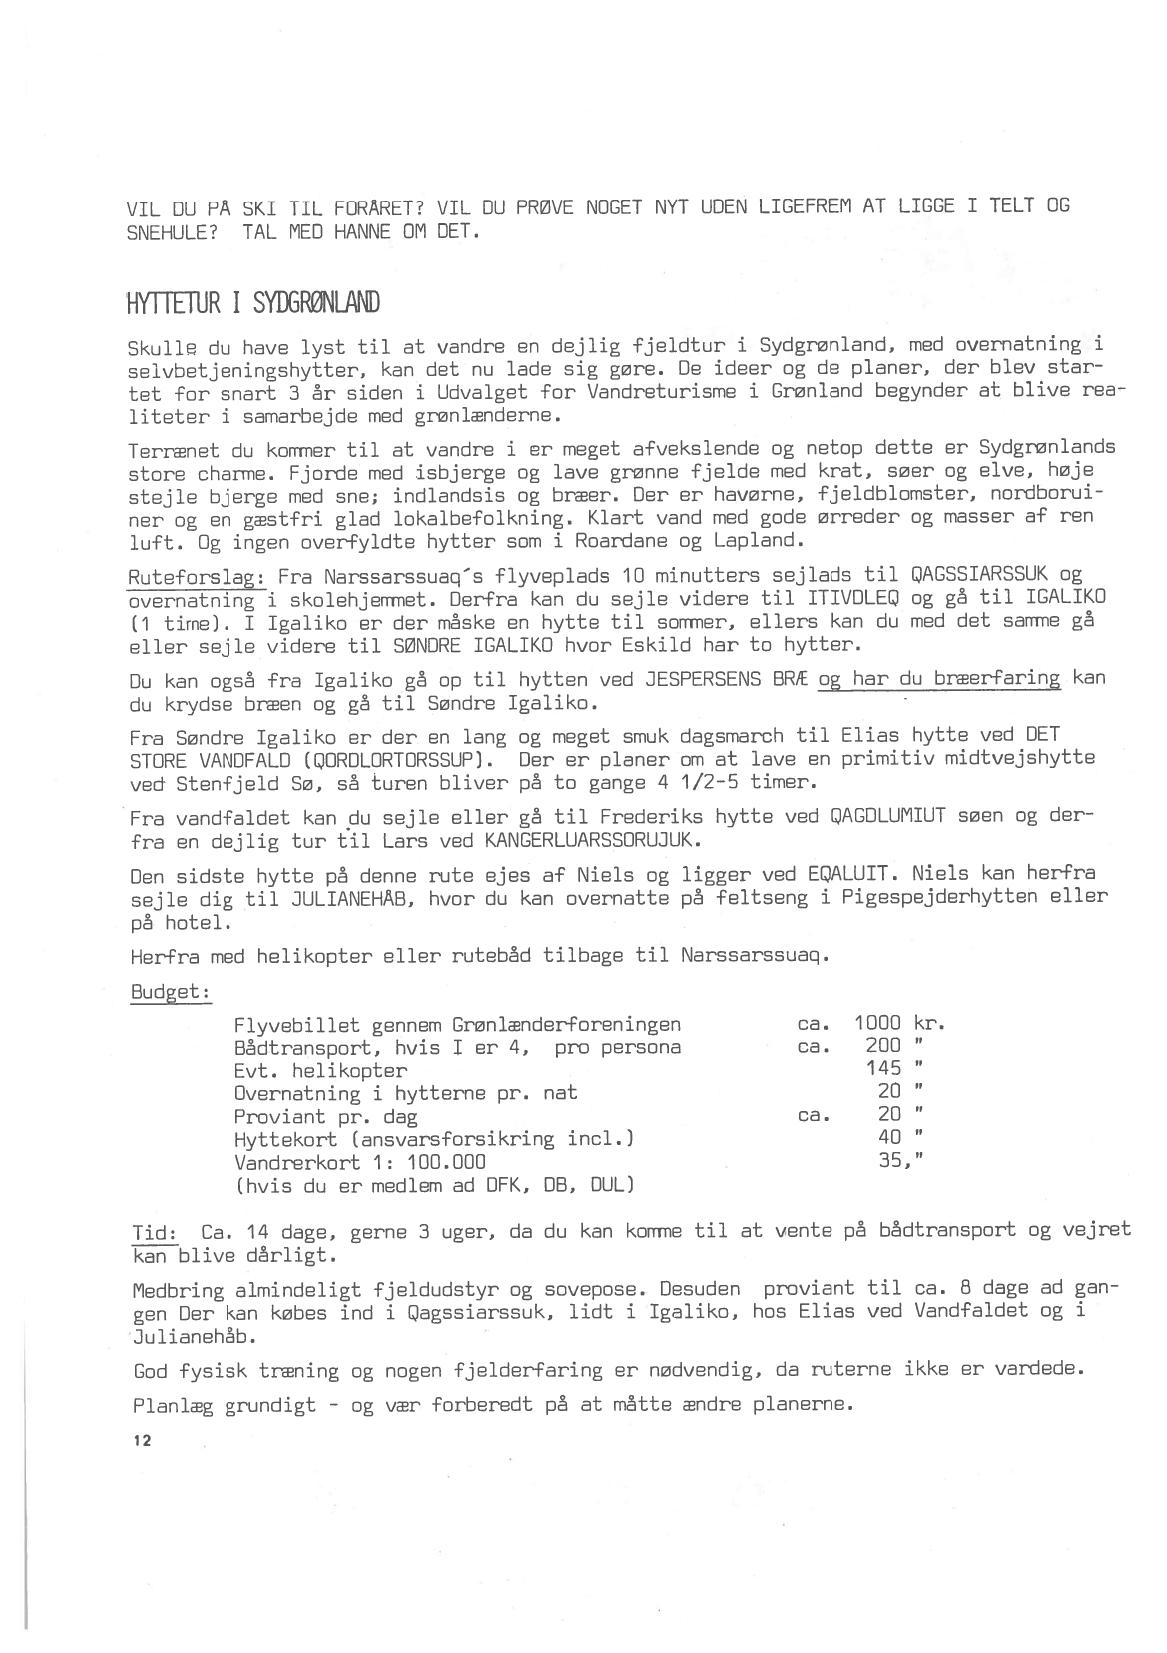 VIL DU PÅ SKI TIL FORÅRET? VIL DU PRØVE NOGET NYT UDEN LIGEFREM AT LIGGE I TELT OG
SNEHULE? TAL MED HANNE OM DET.
HYTTETUR I SYDGRØNLAND
Skulle du have lyst til at vandre en dejlig fjeldtur i Sydgrønland, med overnatning i
selvbetjeningshytter, kan det nu lade sig gøre. De ideer og de planer, der blev star-
tet for snart 3 år siden i Udvalget for Vandreturisme i Grønland begynder at blive rea-
liteter i samarbejde med grønlænderne.
Terrænet du kommer til at vandre i er meget afvekslende og netop dette er Sydgrønlands
store charme. Fjorde med isbjerge og lave grønne fjelde med krat, søer og elve, høje
stejle bjerge med sne; indlandsis og bræer. Der er havørne, fjeldblomster, nordborui-
ner og en gæstfri glad lokalbefolkning. Klart vand med gode ørreder og masser af ren
luft. Og ingen overfyldte hytter som i Roardane og Lapland.
Ruteforslag: Fra Narssarssuaq's flyveplads 10 minutters sejlads til QAGSSIARSSUK og
overnatning i skolehjemmet. Derfra kan du sejle videre til ITIVDLEQ og gå til IGALIKO
(1 time). I Igaliko er der måske en hytte til sommer, ellers kan du med det samme gå
eller sejle videre til SØNDRE IGALIKO hvor Eskild har to hytter.
Du kan også fra Igaliko gå op til hytten ved JESPERSENS BRÆ og har du bræerfaring kan
du krydse bræen og gå til Søndre Igaliko.
Fra Søndre Igaliko er der en lang og meget smuk dagsmarch til Elias hytte ved DET
STORE VANDFALD (QORDLORTORSSUP). Der er planer om at lave en primitiv midtvejshytte
ved Stenfjeld Sø, så turen bliver på to gange 4 1/2-5 timer.
Fra vandfaldet kan du sejle eller gå til Frederiks hytte ved QAGDLUMIUT søen og der-
fra en dejlig tur til Lars ved KANGERLUARSSORUJUK.
Den sidste hytte på denne rute ejes af Niels og ligger ved EQALUIT. Niels kan herfra
sejle dig til JULIANEHÅB, hvor du kan overnatte på feltseng i Pigespejderhytten eller
på hotel.
Herfra med helikopter eller rutebåd tilbage til Narssarssuaq.
Budget:
Flyvebillet gennem Grønlænderforeningen ca. 1000 kr.
Bådtransport, hvis I er 4, pro persona ca. 200 "
Evt. helikopter 145 "
Overnatning i hytterne pr. nat 20 "
Proviant pr. dag ca. 20 "
Hyttekort (ansvarsforsikring incl.) 40 "
Vandrerkort 1: 100.000 35,"
(hvis du er medlem ad DFK, DB, DUL)
Tid: Ca. 14 dage, gerne 3 uger, da du kan komme til at vente på bådtransport og vejret
kan blive dårligt.
Medbring almindeligt fjeldudstyr og sovepose. Desuden proviant til ca. 8 dage ad gan-
gen Der kan købes ind i Qagssiarssuk, lidt i Igaliko, hos Elias ved Vandfaldet og i
Julianehåb.
God fysisk træning og nogen fjelderfaring er nødvendig, da ruterne ikke er vardede.
Planlæg grundigt - og vær forberedt på at måtte ændre planerne.
12